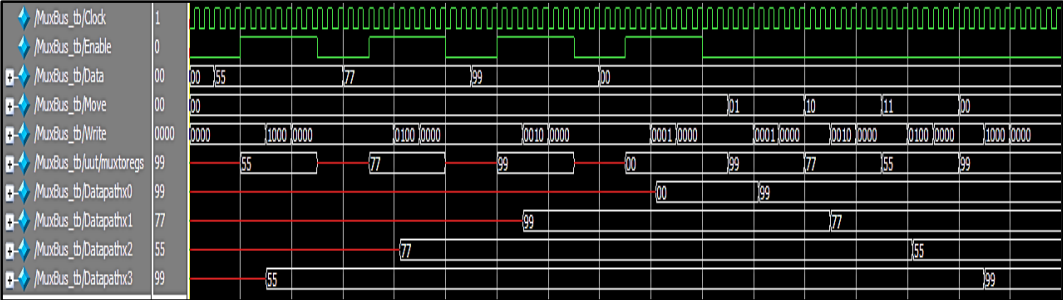 /MuxBus_tb/Clock 1
/MuxBus_tb/Enable 0
/MuxBus_tb/Data 00 00 55 77 99 00
/MuxBus_tb/Move 00 00 01 10 11 00
/MuxBus_tb/Write 0000 0000 1000 0000 0100 0000 0010 0000 0001 0000 0001 0000 0010 0000 0100 0000 1000 0000
/MuxBus_tb/uut/muxtoregs 99 55 77 99 00 99 77 55 99
/MuxBus_tb/Datapathx0 99 00 99
/MuxBus_tb/Datapathx1 77 99 77
/MuxBus_tb/Datapathx2 55 77 55
/MuxBus_tb/Datapathx3 99 55 99